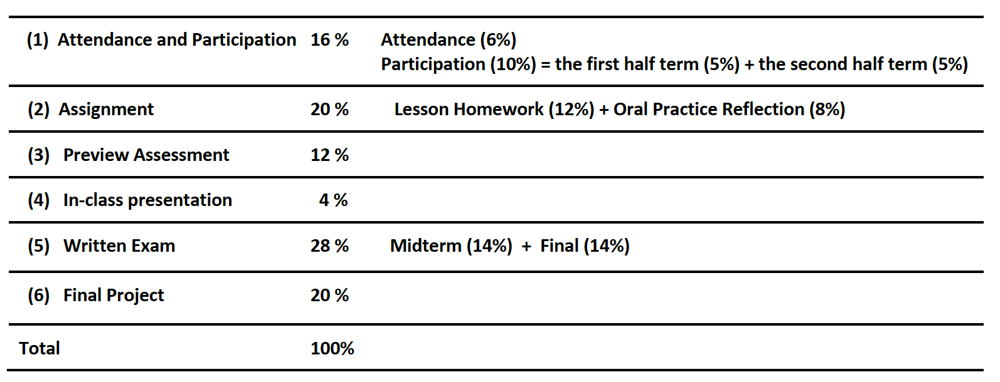 (1) Attendance and Participation 16 % Attendance (6%)
Participation (10%) = the first half term (5%) + the second half term (5%)
(2) Assignment 20 % Lesson Homework (12%) + Oral Practice Reflection (8%)
(3) Preview Assessment 12 %
(4) In-class presentation 4 %
(5) Written Exam 28 % Midterm (14%) + Final (14%)
(6) Final Project 20 %
Total 100%